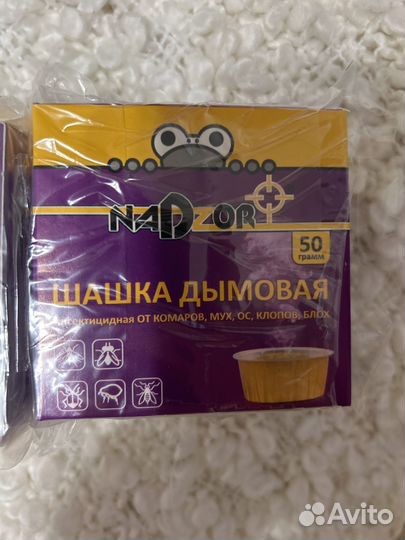 NADZOR
50
грамм
ШАШКА ДЫМОВАЯ
Инсектицидная ОТ КОМАРОВ, МУХ, ОС, КЛОПОВ, БЛОХ
Avito